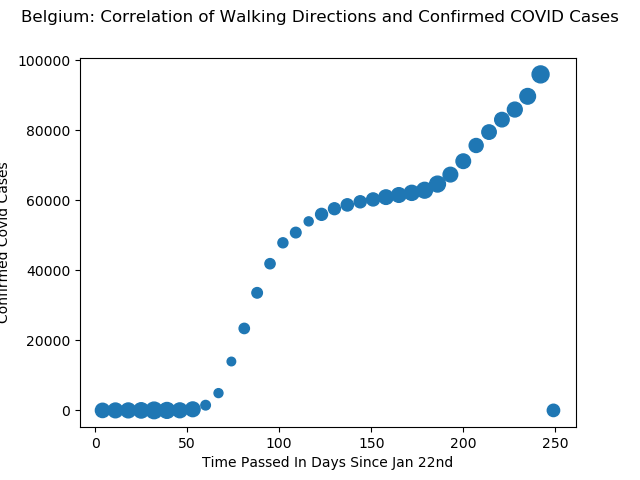 Belgium: Correlation of Walking Directions and Confirmed COVID Cases
100000
80000
60000
40000
20000
0
Confirmed Covid Cases
0 50 100 150 200 250
Time Passed In Days Since Jan 22nd